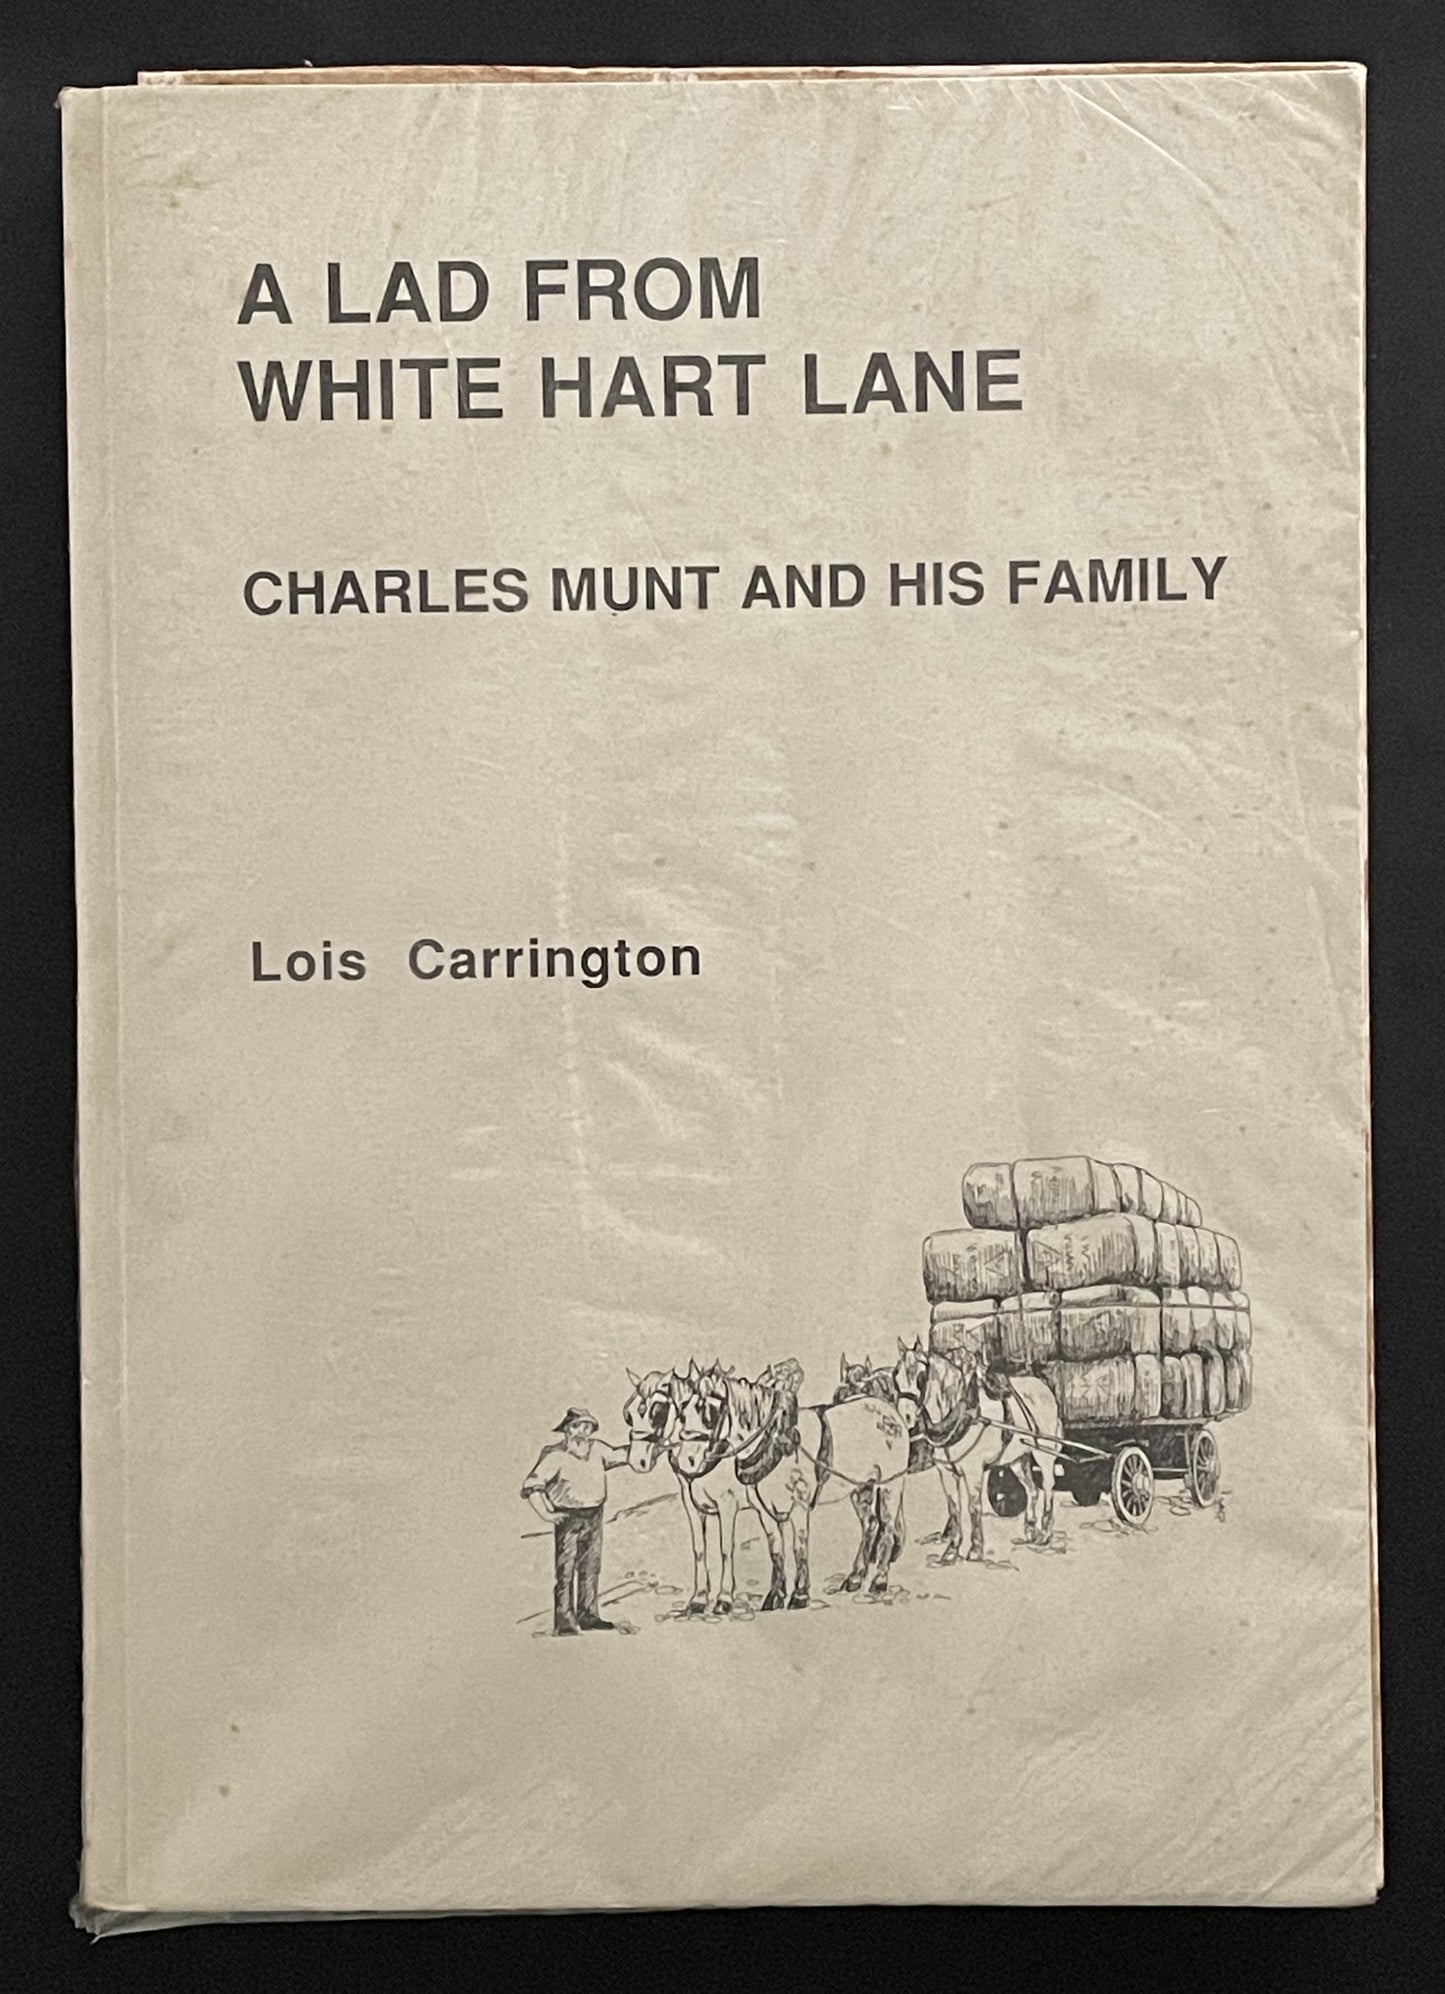 A LAD FROM
WHITE HART LANE
CHARLES MUNT AND HIS FAMILY
Lois Carrington